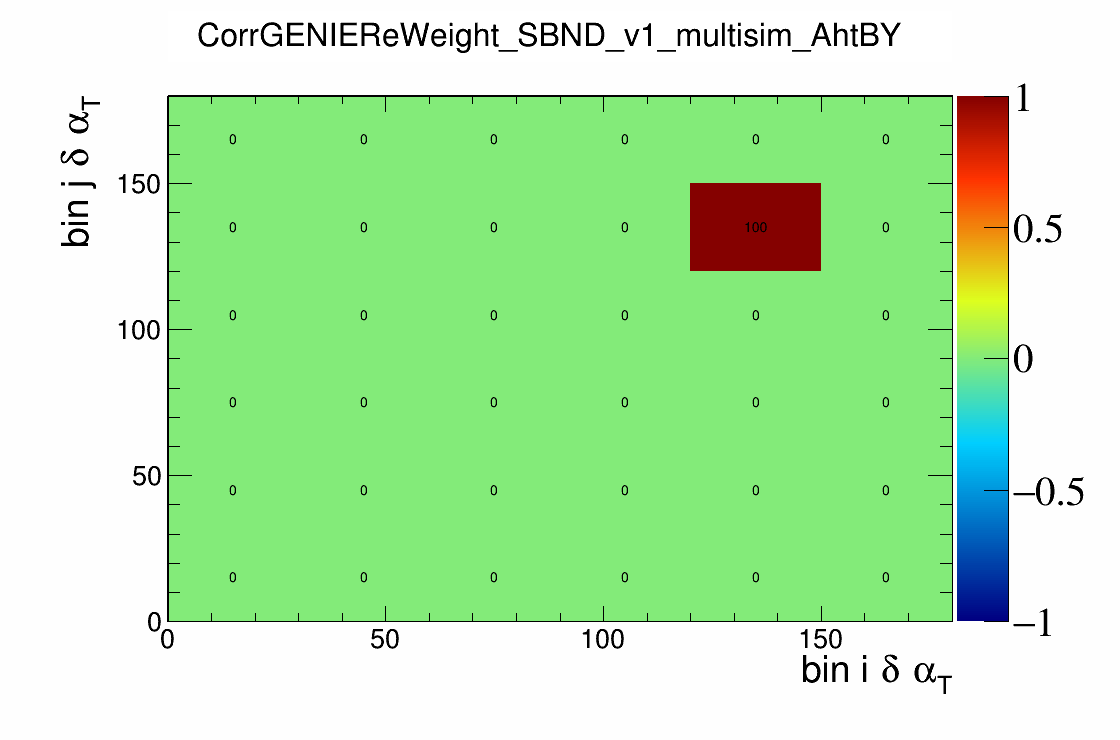 CorrGENIEReWeight_SBND_v1_multisim_AhtBY
bin j δ α_T
1
0 0 0 0 0 0
150
0 0 0 0 100 0
0.5
0 0 0 0 0 0
100
0
0 0 0 0 0 0
50
0 0 0 0 0 0
−0.5
0 0 0 0 0 0
0
−1
0 50 100 150
bin i δ α_T